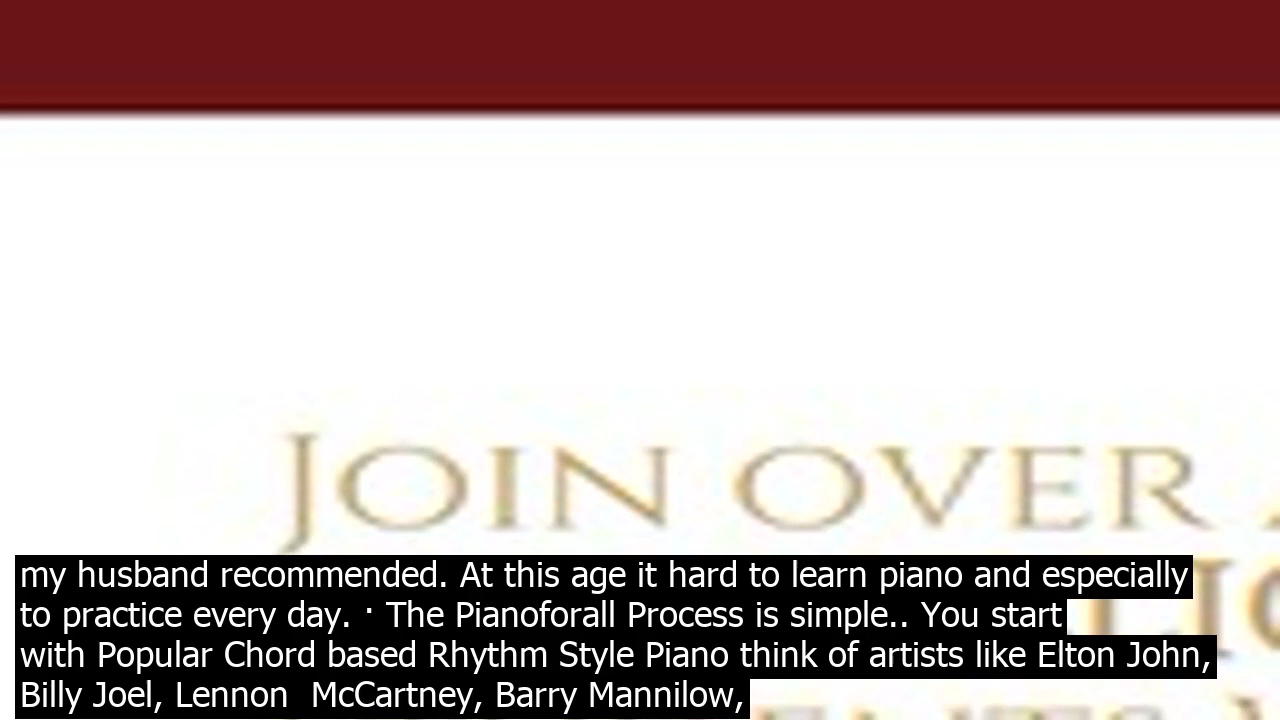 JOIN OVER
my husband recommended. At this age it hard to learn piano and especially
to practice every day. · The Pianoforall Process is simple.. You start
with Popular Chord based Rhythm Style Piano think of artists like Elton John,
Billy Joel, Lennon  McCartney, Barry Mannilow,